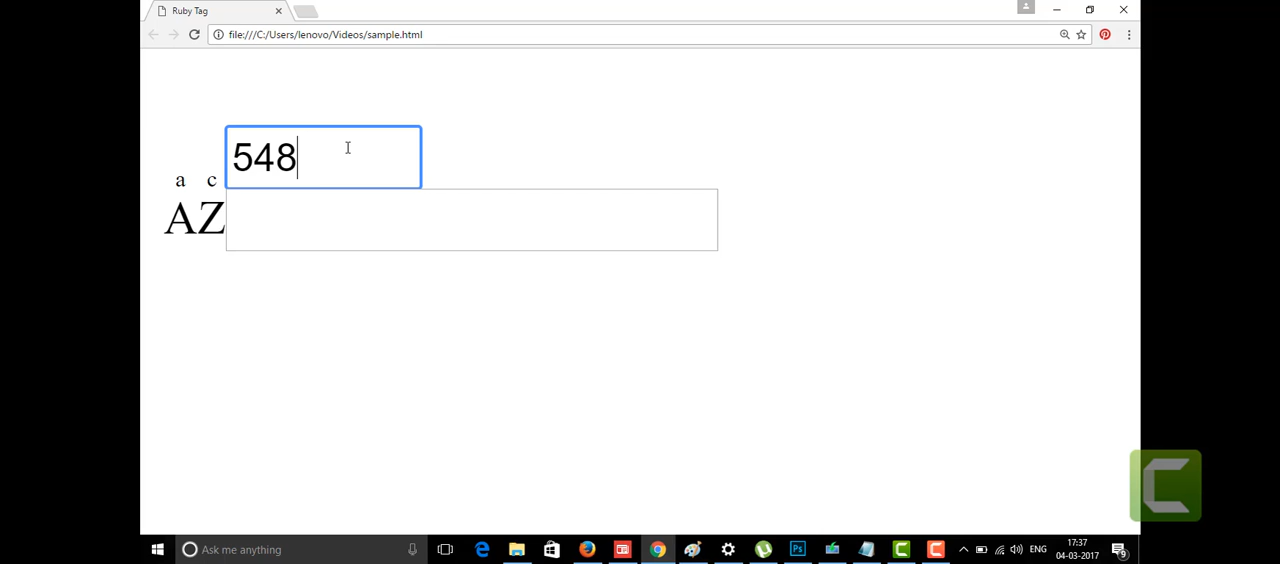 Ruby Tag
file:///C:/Users/lenovo/Videos/sample.html
548
a c
AZ
Ask me anything
ENG
17:37
04-03-2017
9